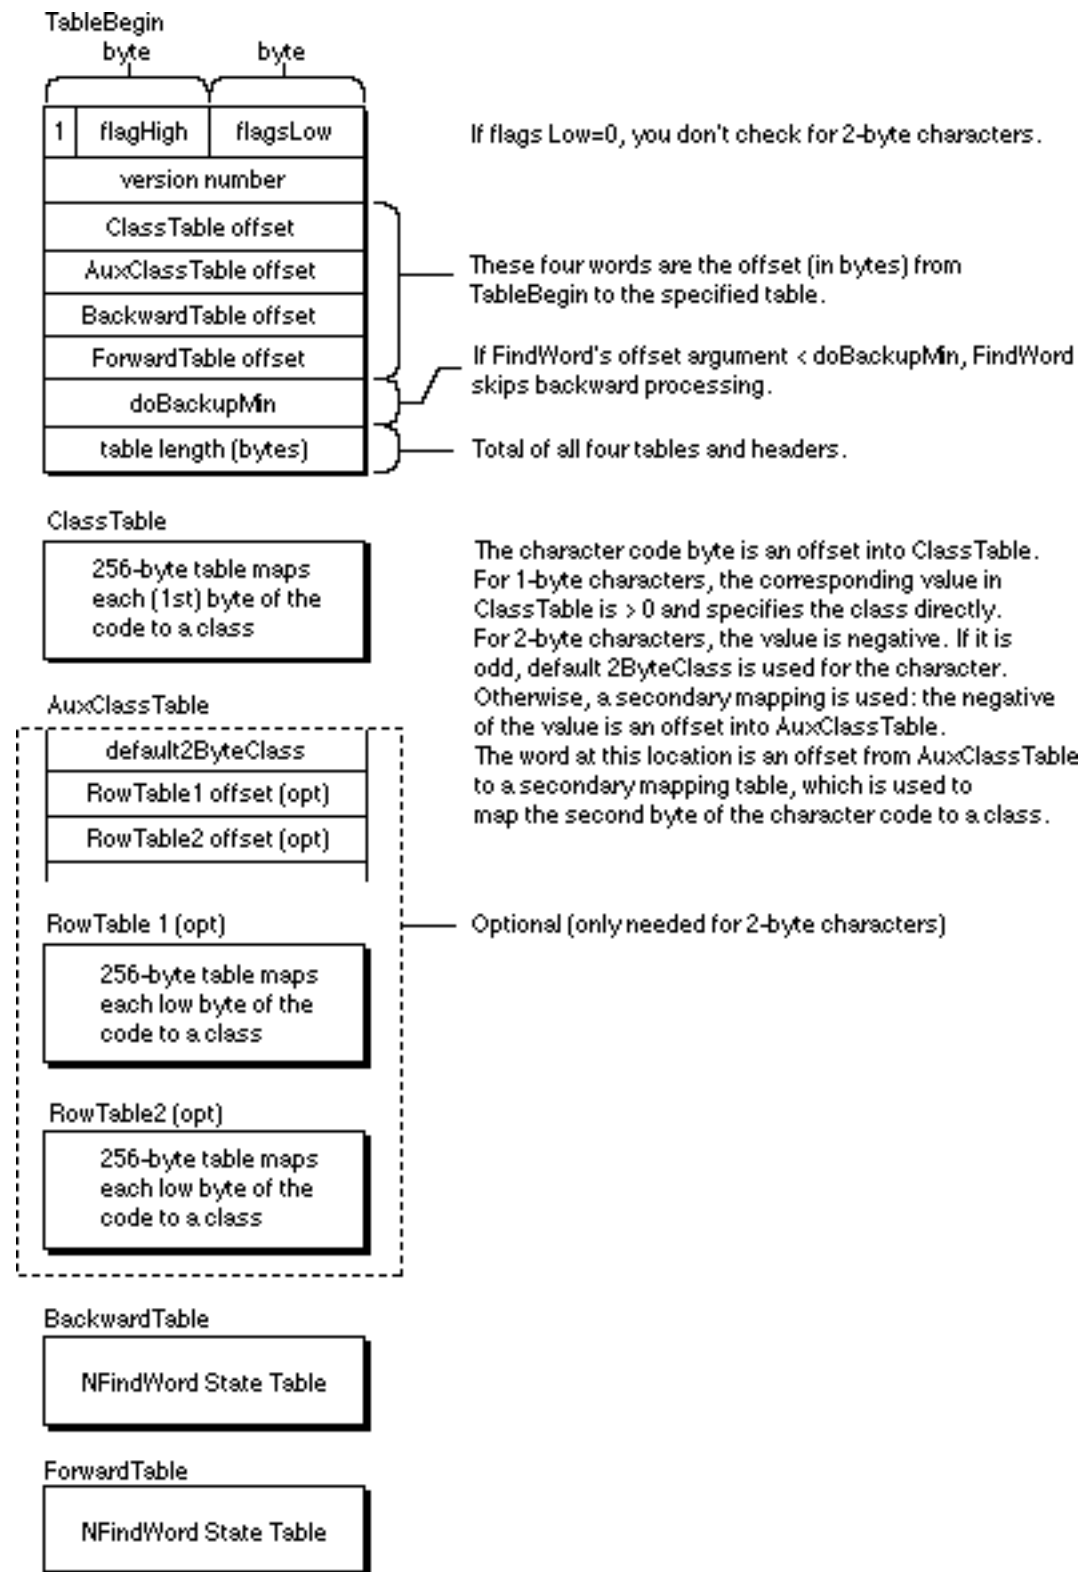 TableBegin
byte byte
1 flagHigh flagsLow
If flags Low=0, you don't check for 2-byte characters.
version number
ClassTable offset
AuxClassTable offset
BackwardTable offset
ForwardTable offset
These four words are the offset (in bytes) from
TableBegin to the specified table.
doBackupMin
If FindWord's offset argument < doBackupMin, FindWord
skips backward processing.
table length (bytes)
Total of all four tables and headers.
ClassTable
256-byte table maps
each (1st) byte of the
code to a class
The character code byte is an offset into ClassTable.
For 1-byte characters, the corresponding value in
ClassTable is > 0 and specifies the class directly.
For 2-byte characters, the value is negative. If it is
odd, default 2ByteClass is used for the character.
Otherwise, a secondary mapping is used: the negative
of the value is an offset into AuxClassTable.
The word at this location is an offset from AuxClassTable
to a secondary mapping table, which is used to
map the second byte of the character code to a class.
AuxClassTable
default2ByteClass
RowTable1 offset (opt)
RowTable2 offset (opt)
RowTable 1 (opt)
Optional (only needed for 2-byte characters)
256-byte table maps
each low byte of the
code to a class
RowTable2 (opt)
256-byte table maps
each low byte of the
code to a class
BackwardTable
NFindWord State Table
ForwardTable
NFindWord State Table